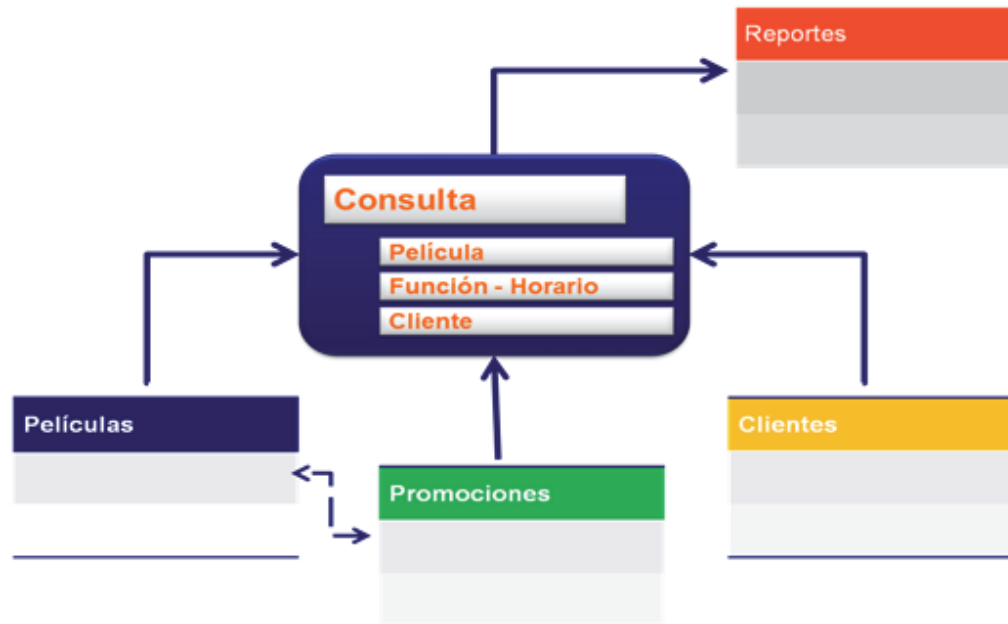 Reportes
Consulta
Película
Función - Horario
Cliente
Películas
Promociones
Clientes